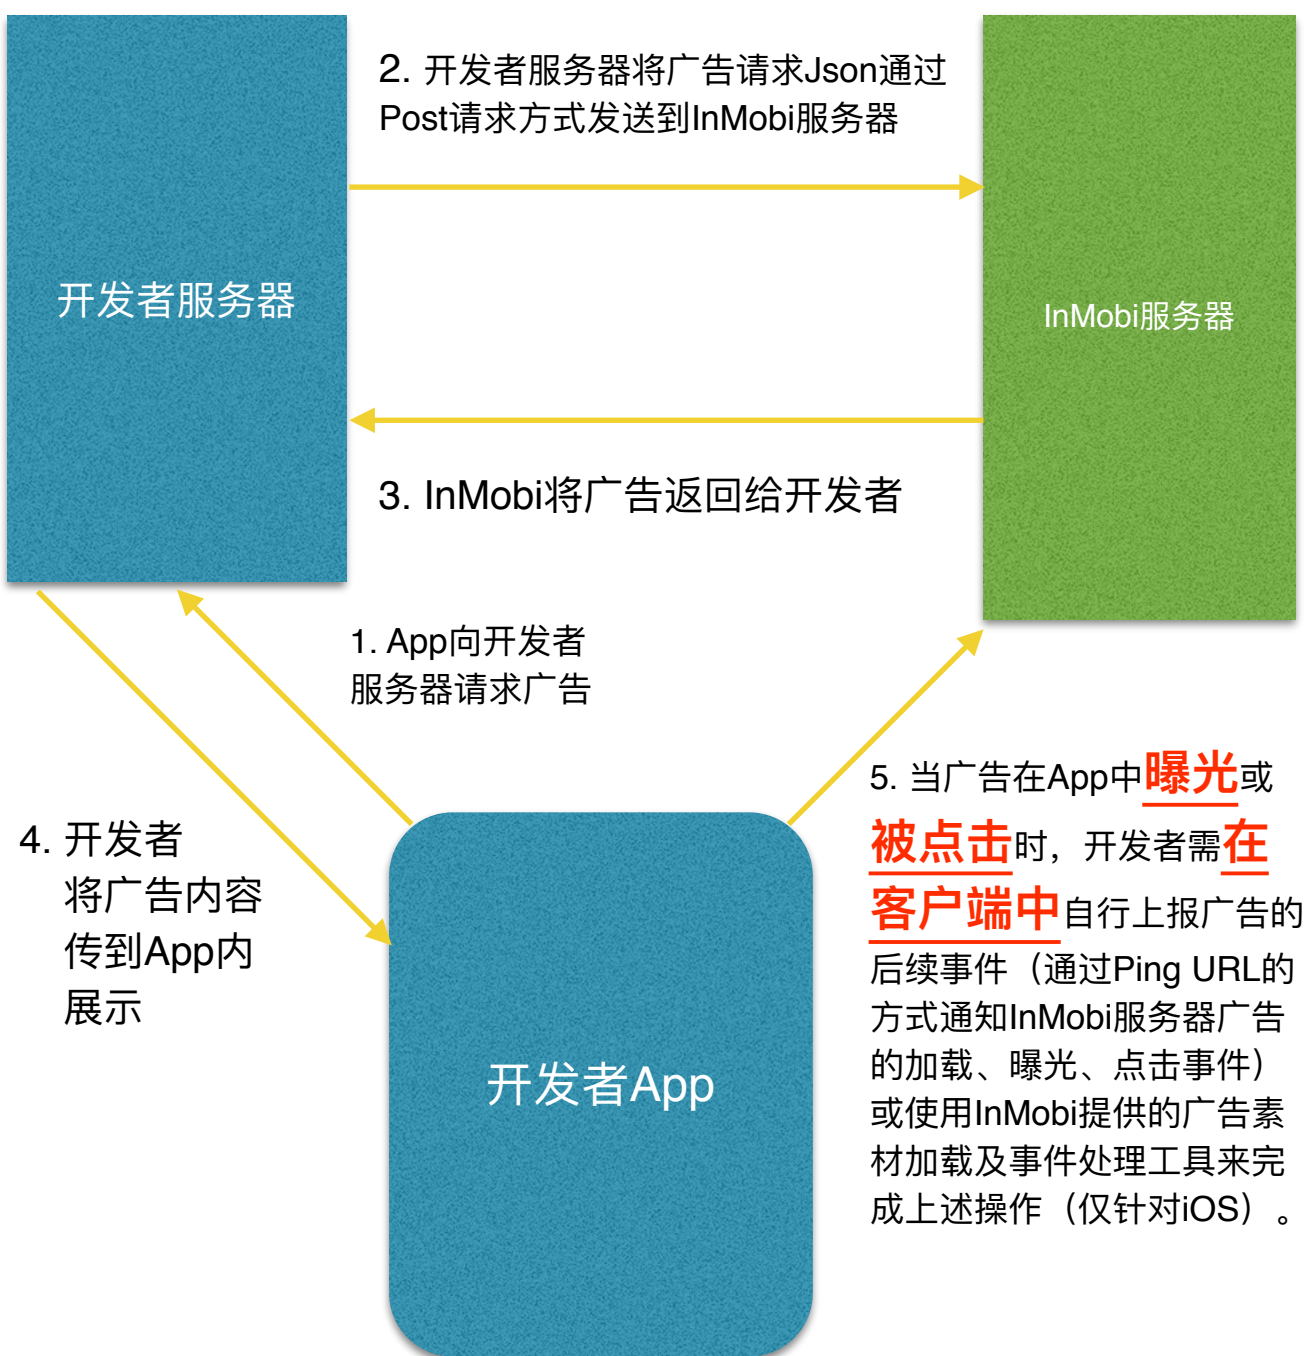 2. 开发者服务器将广告请求Json通过
Post请求方式发送到InMobi服务器
开发者服务器
InMobi服务器
3. InMobi将广告返回给开发者
1. App向开发者
服务器请求广告
4. 开发者
将广告内容
传到App内
展示
5. 当广告在App中曝光或
被点击时，开发者需在
客户端中自行上报广告的
后续事件（通过Ping URL的
方式通知InMobi服务器广告
的加载、曝光、点击事件）
或使用InMobi提供的广告素
材加载及事件处理工具来完
成上述操作（仅针对iOS）。
开发者App